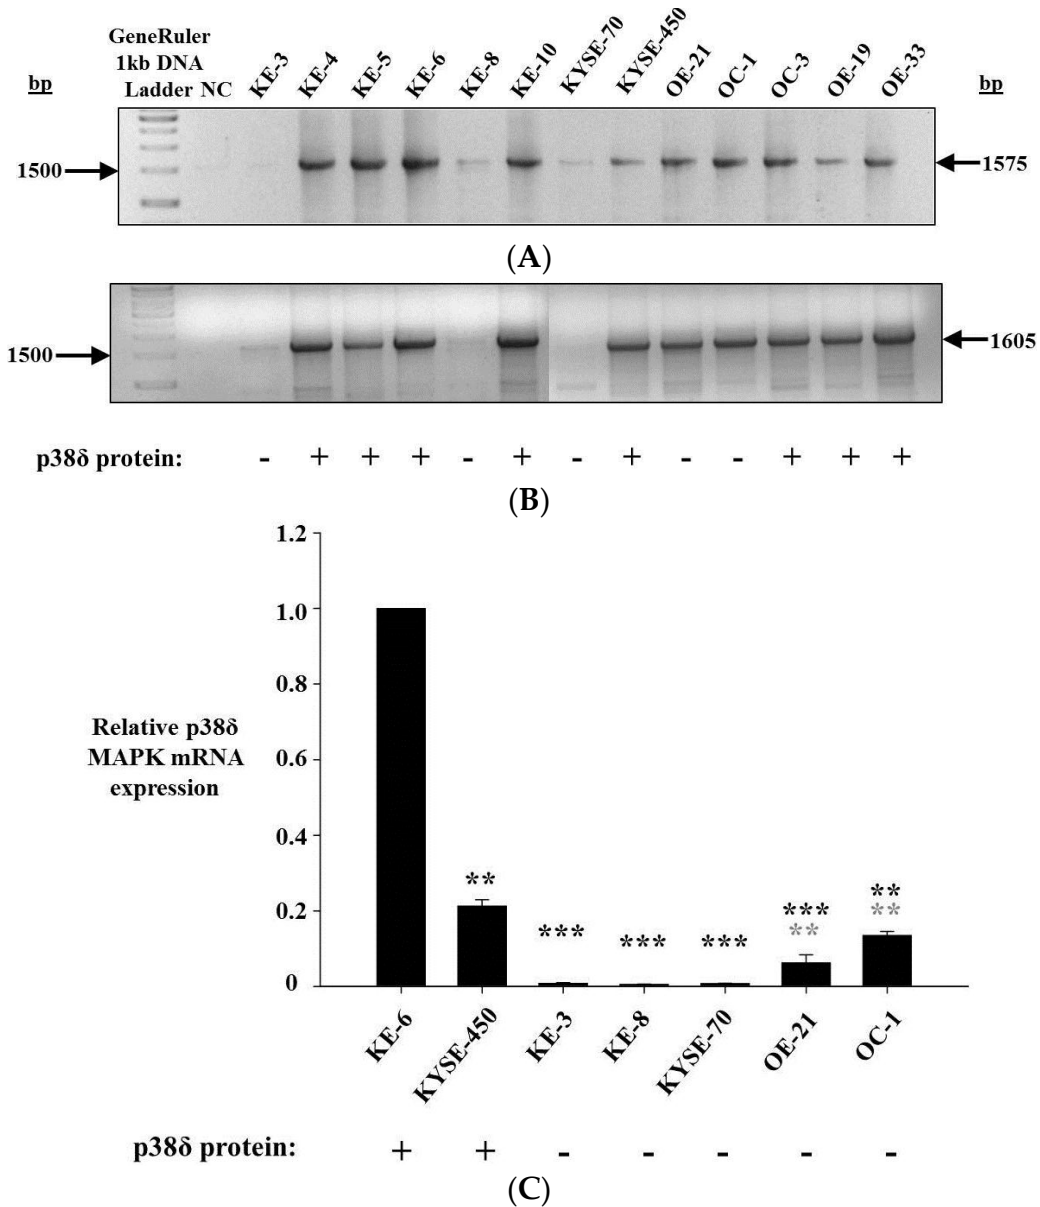 GeneRuler
1kb DNA
Ladder NC KE-3 KE-4 KE-5 KE-6 KE-8 KE-10 KYSE-70 KYSE-450 OE-21 OC-1 OC-3 OE-19 OE-33
bp bp
1500 1575
(A)
1500 1605
p38δ protein: - + + + - + - + - - + + +
(B)
1.2
1.0
0.8
Relative p38δ
MAPK mRNA
expression
0.6
0.4
0.2
0
** *** *** *** *** ** ** **
KE-6 KYSE-450 KE-3 KE-8 KYSE-70 OE-21 OC-1
p38δ protein: + + - - - - -
(C)